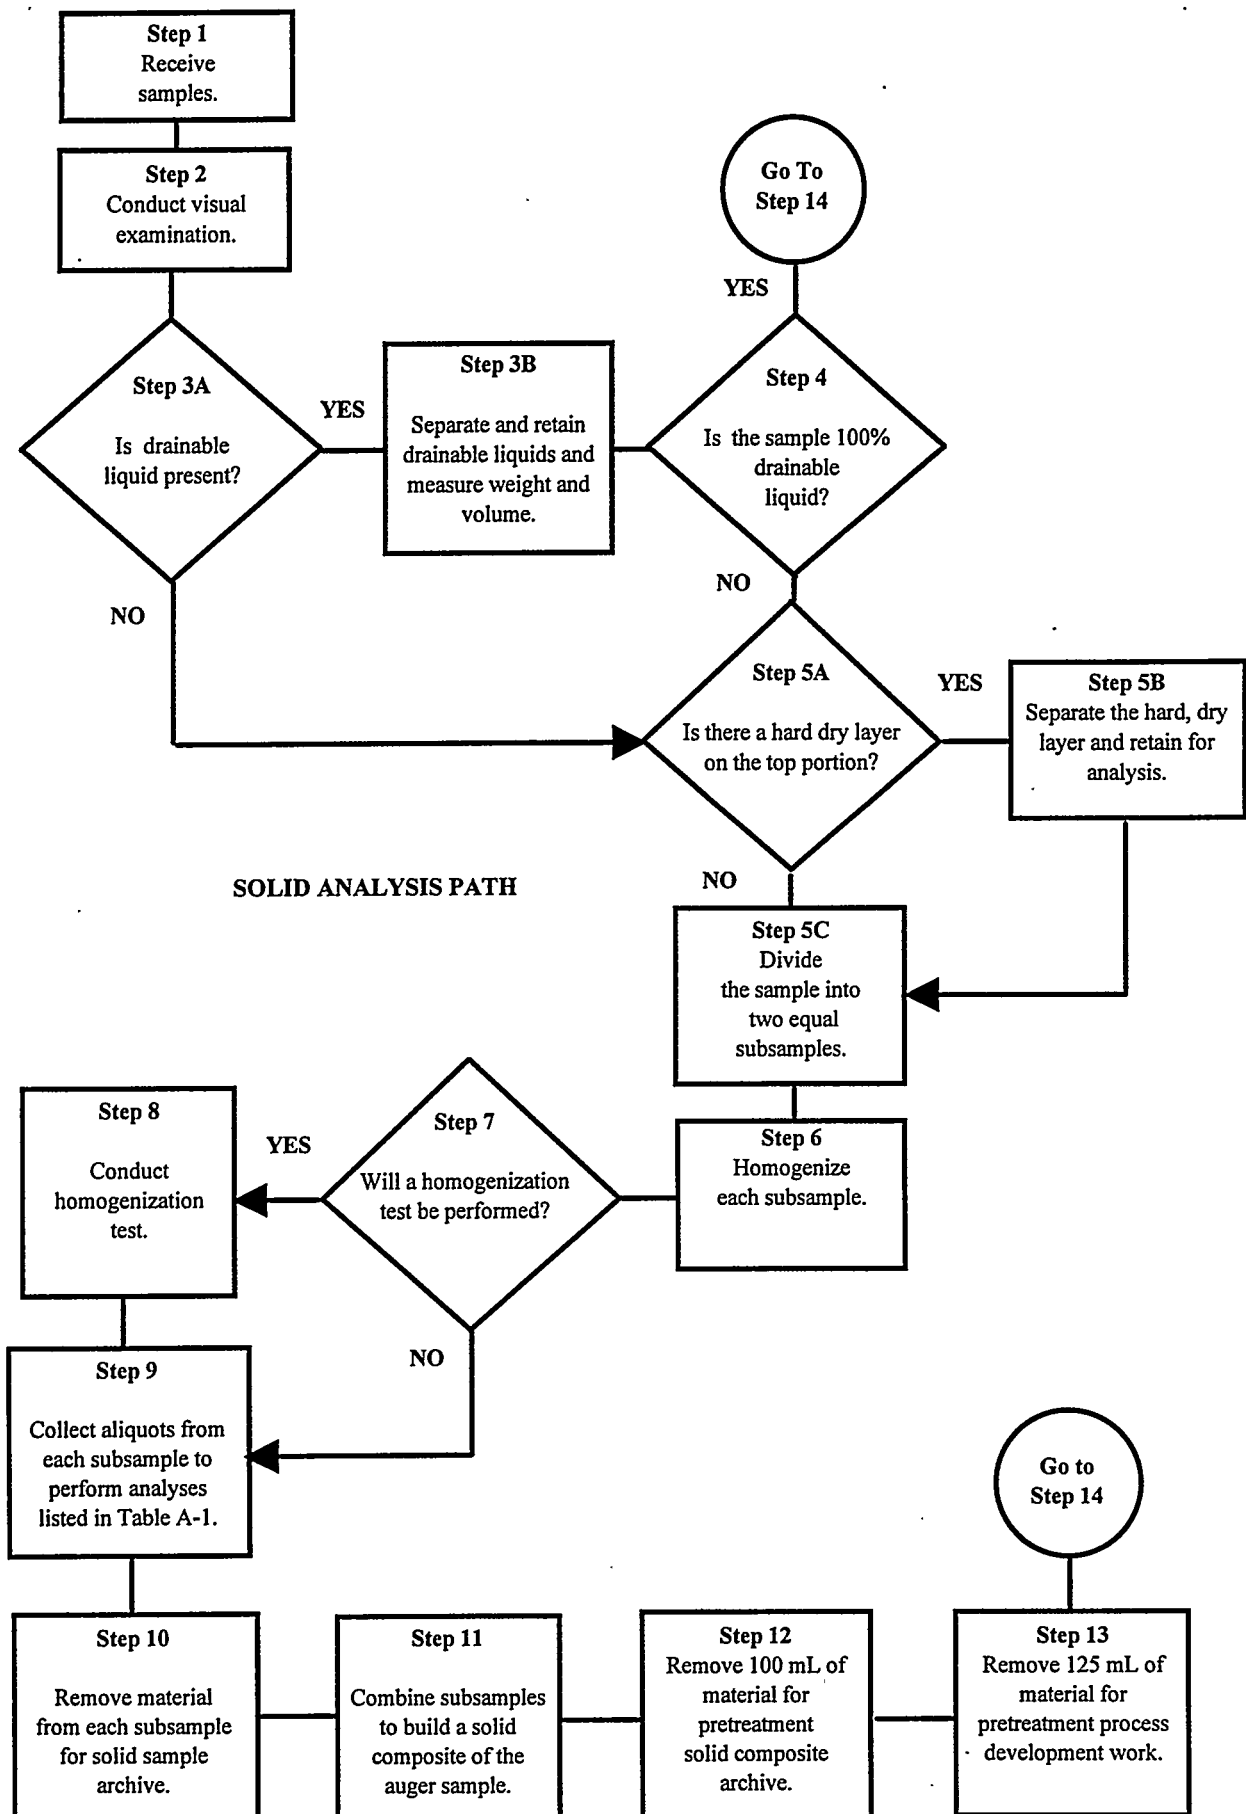 Step 1
Receive
samples.
Step 2
Conduct visual
examination.
Go To
Step 14
YES
Step 3A
Is drainable
liquid present?
YES
Step 3B
Separate and retain
drainable liquids and
measure weight and
volume.
Step 4
Is the sample 100%
drainable
liquid?
NO
NO
Step 5A
Is there a hard dry layer
on the top portion?
YES
Step 5B
Separate the hard, dry
layer and retain for
analysis.
SOLID ANALYSIS PATH
NO
Step 5C
Divide
the sample into
two equal
subsamples.
Step 6
Homogenize
each subsample.
Step 7
Will a homogenization
test be performed?
YES
Step 8
Conduct
homogenization
test.
NO
Step 9
Collect aliquots from
each subsample to
perform analyses
listed in Table A-1.
Go to
Step 14
Step 10
Remove material
from each subsample
for solid sample
archive.
Step 11
Combine subsamples
to build a solid
composite of the
auger sample.
Step 12
Remove 100 mL of
material for
pretreatment
solid composite
archive.
Step 13
Remove 125 mL of
material for
pretreatment process
development work.